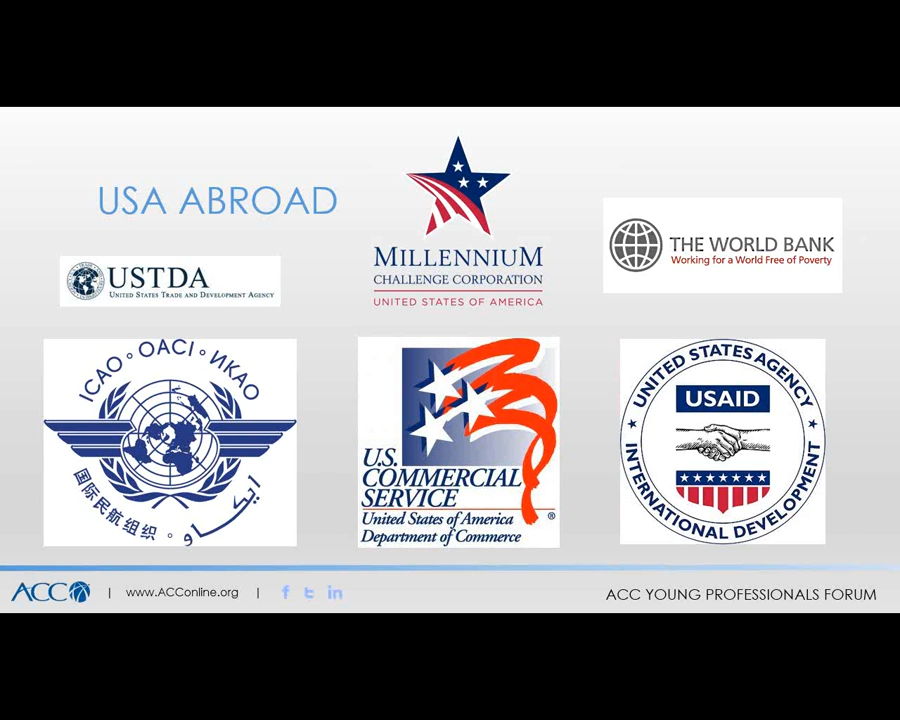 USA ABROAD
MILLENNIUM
CHALLENGE CORPORATION
UNITED STATES OF AMERICA
THE WORLD BANK
Working for a World Free of Poverty
USTDA
UNITED STATES TRADE AND DEVELOPMENT AGENCY
ICAO OACI ИКАО
国际民航组织
ايكاو
U.S.
COMMERCIAL
SERVICE
United States of America
Department of Commerce
®
UNITED STATES AGENCY
USAID
INTERNATIONAL DEVELOPMENT
ACC | www.ACConline.org | f t in
ACC YOUNG PROFESSIONALS FORUM